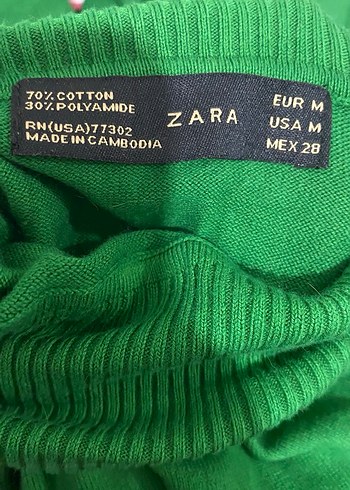 70% COTTON
30% POLYAMIDE
RN(USA)77302
MADE IN CAMBODIA
ZARA
EUR M
USA M
MEX 28